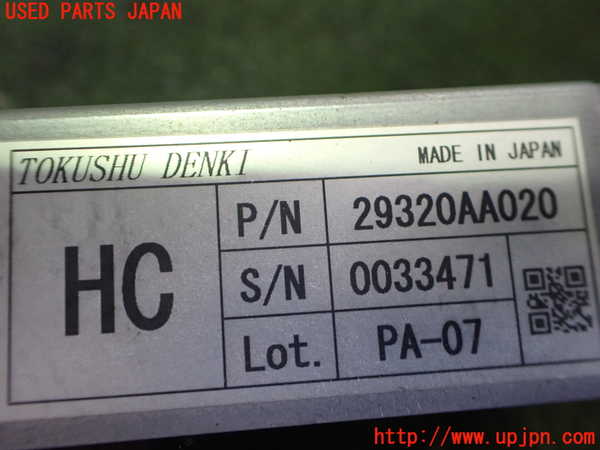 USED PARTS JAPAN
TOKUSHU DENKI MADE IN JAPAN
HC
P/N 29320AA020
S/N 0033471
Lot. PA-07
http://www.upjpn.com/